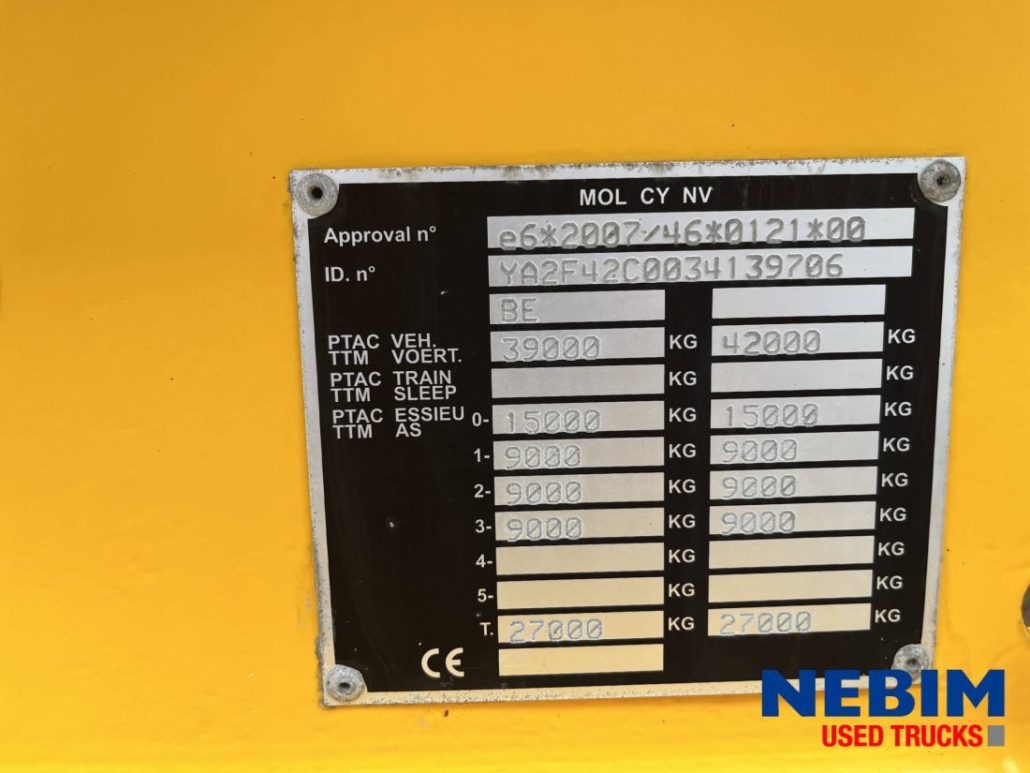 MOL CY NV
Approval n° e6*2007/46*0121*00
ID. n° YA2F42C0034139706
BE
PTAC VEH. 39000 KG 42000 KG
TTM VOERT.
PTAC TRAIN KG KG
TTM SLEEP
PTAC ESSIEU 0- 15000 KG 15000 KG
TTM AS
1- 9000 KG 9000 KG
2- 9000 KG 9000 KG
3- 9000 KG 9000 KG
4- KG KG
5- KG KG
T. 27000 KG 27000 KG
CE
NEBIM
USED TRUCKS